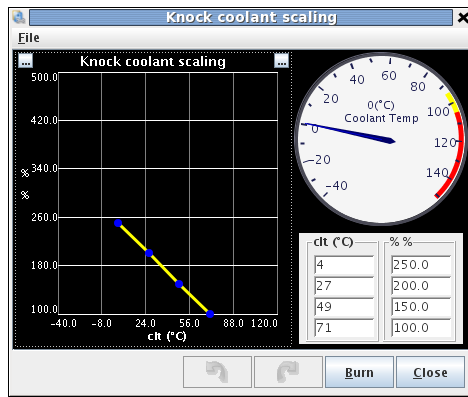 Knock coolant scaling
File
... Knock coolant scaling ...
500.0
420.0
% 340.0
% 
260.0
180.0
100.0
-40.0 -8.0 24.0 56.0 88.0 120.0
clt (°C)
-40
-20
0
20
40
60
80
100
120
140
0(°C)
Coolant Temp
clt (°C) % %
4 250.0
27 200.0
49 150.0
71 100.0
Burn Close